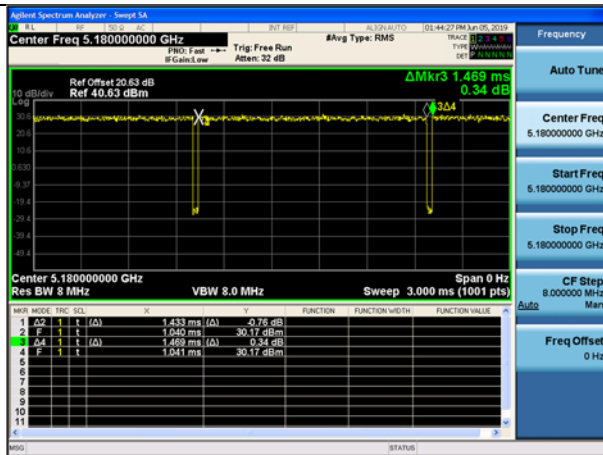 Agilent Spectrum Analyzer - Swept SA
RL RF 50 Ω AC INT REF ALIGN AUTO 01:44:27 PM Jun 05, 2019
Center Freq 5.180000000 GHz #Avg Type: RMS TRACE 1 2 3 4 5 6
PNO: Fast Trig: Free Run TYPE WWWWWW
IFGain:Low Atten: 32 dB DET P N N N N N
Frequency
Auto Tune
Ref Offset 20.63 dB ΔMkr3 1.469 ms
10 dB/div Ref 40.63 dBm 0.34 dB
Log
30.6
20.6
10.6
0.630
-9.37
-19.4
-29.4
-39.4
-49.4
X
3Δ4
Center Freq
5.180000000 GHz
Start Freq
5.180000000 GHz
Stop Freq
5.180000000 GHz
Center 5.180000000 GHz Span 0 Hz
Res BW 8 MHz VBW 8.0 MHz Sweep 3.000 ms (1001 pts)
CF Step
8.000000 MHz
Auto Man
Freq Offset
0 Hz
MKR MODE TRC SCL X Y FUNCTION FUNCTION WIDTH FUNCTION VALUE
1 Δ2 1 t (Δ) 1.433 ms (Δ) -0.76 dB
2 F 1 t 1.040 ms 30.17 dBm
3 Δ4 1 t (Δ) 1.469 ms (Δ) 0.34 dB
4 F 1 t 1.041 ms 30.17 dBm
5
6
7
8
9
10
11
MSG STATUS